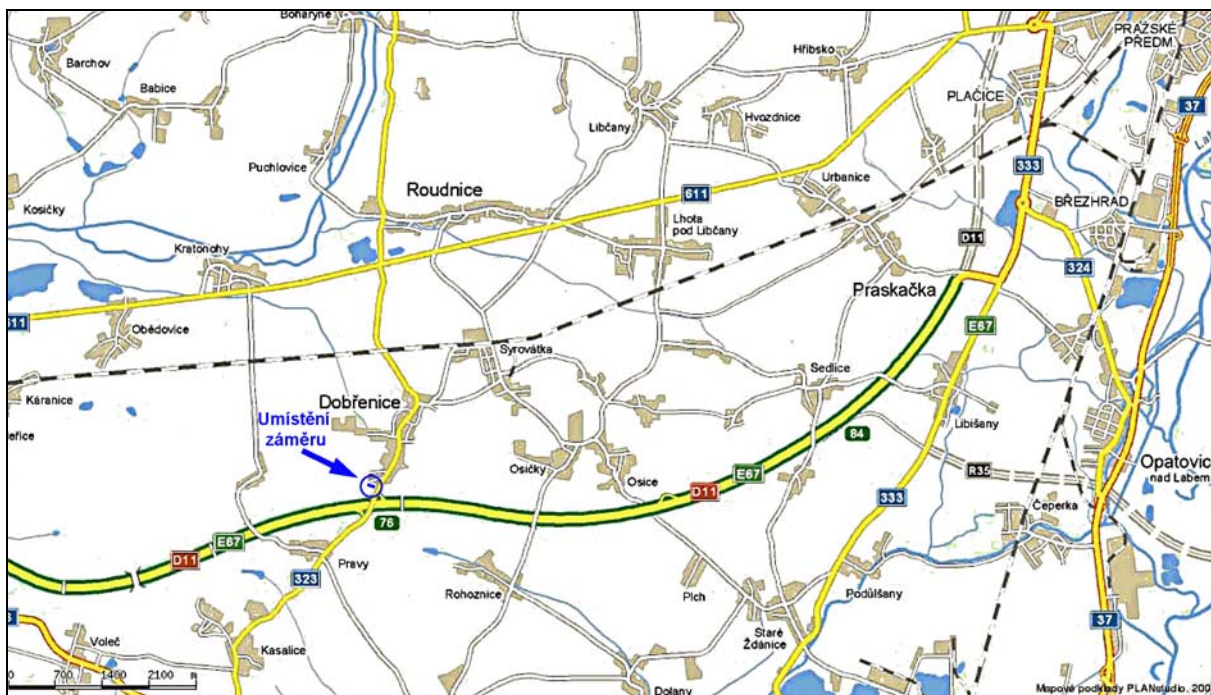 Boharyně
PRAŽSKÉ
PŘEDM.
Barchov
Hřibsko
Babice
PLAČICE
37
Libčany
Hvozdnice
Puchlovice
333
Urbanice
Roudnice
611
Kosičky
BŘEZHRAD
Lhota
pod Libčany
Kratonohy
D11
324
Praskačka
611
Obědovice
E67
Syrovátka
Sedlice
Káranice
Dobřenice
Umístění
záměru
Libišany
84
Osičky
E67
R35
Opatovic
nad Labem
Osice
D11
333
Čeperka
76
E67
D11
Pravy
323
Rohoznice
Plch
Podůlšany
Staré
Ždánice
37
Voleč
Kasalice
0 700 1400 2100
Dolany
Mapové podklady PLANstudio, 200